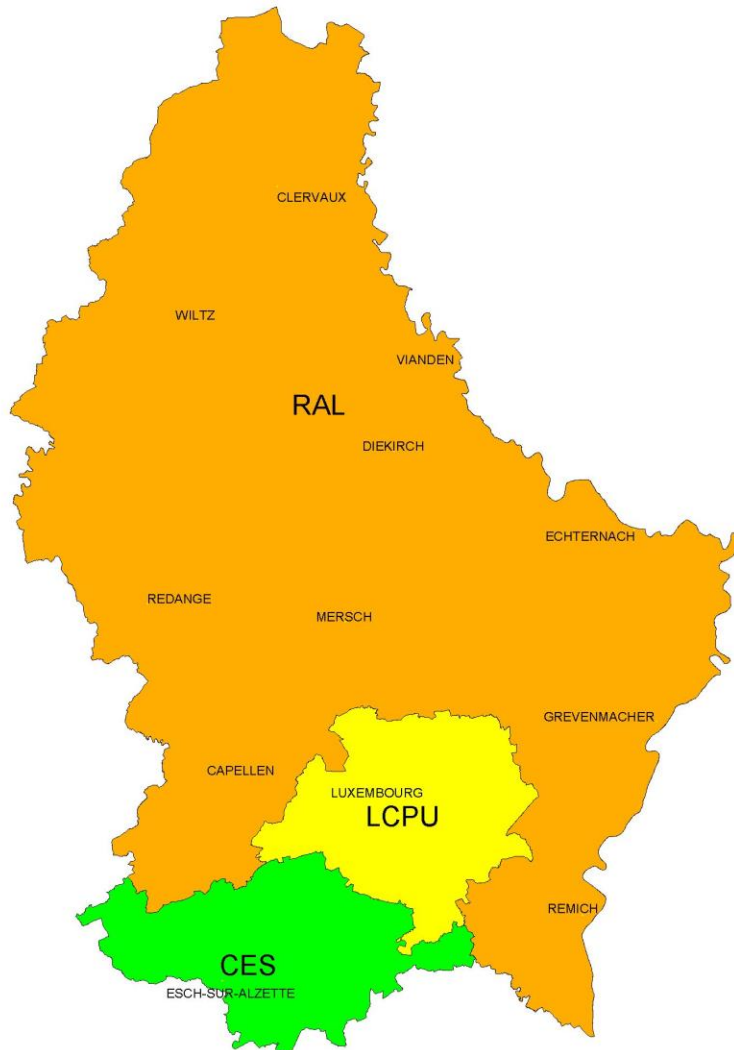 CLERVAUX
WILTZ
VIANDEN
RAL
DIEKIRCH
ECHTERNACH
REDANGE
MERSCH
GREVENMACHER
CAPELLEN
LUXEMBOURG
LCPU
REMICH
CES
ESCH-SUR-ALZETTE